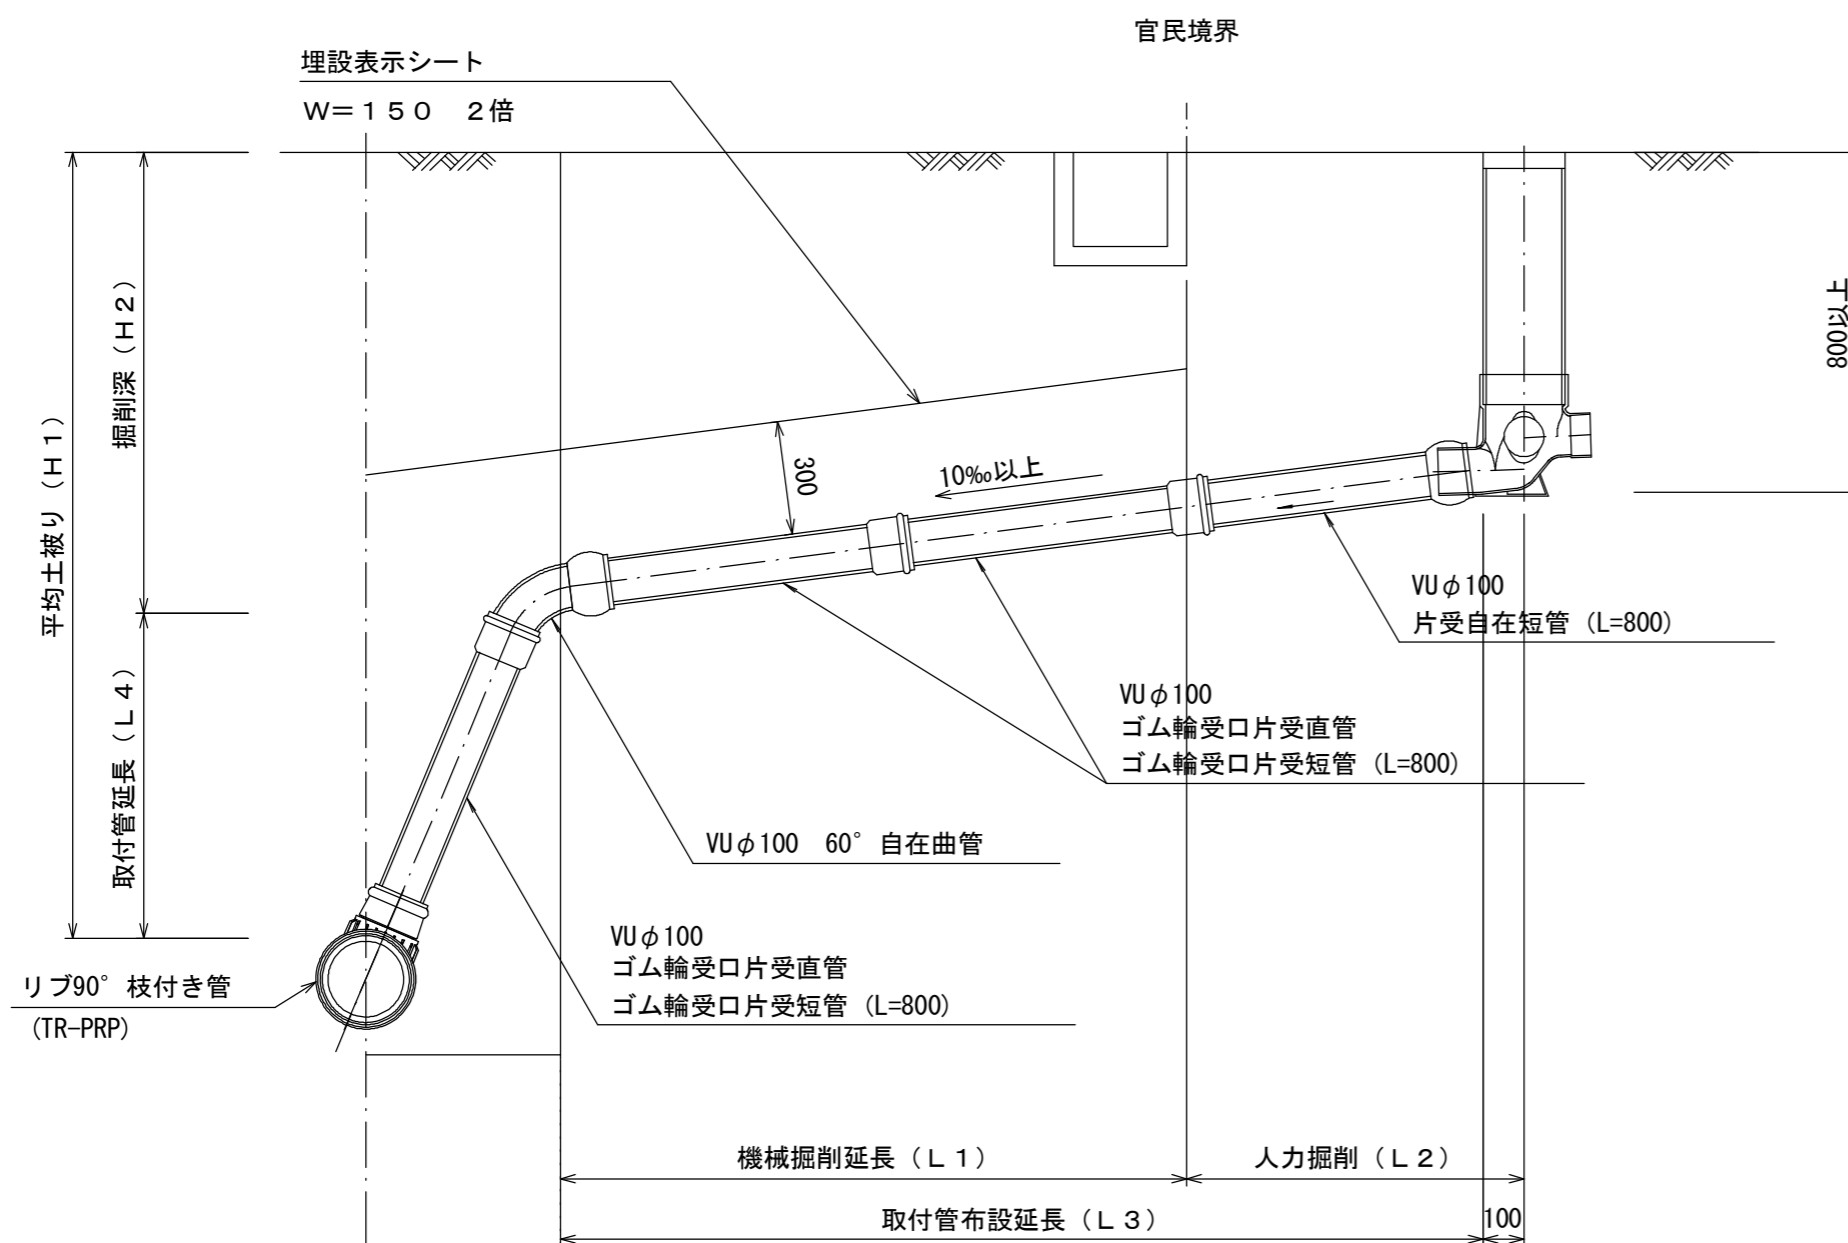 官民境界
埋設表示シート
W=150 2倍
平均土被り(H1)
掘削深(H2)
取付管延長(L4)
800以上
300
10‰以上
VUφ100
片受自在短管(L=800)
VUφ100
ゴム輪受口片受直管
ゴム輪受口片受短管(L=800)
VUφ100 60°自在曲管
VUφ100
ゴム輪受口片受直管
ゴム輪受口片受短管(L=800)
リブ90°枝付き管
(TR-PRP)
機械掘削延長(L1)
人力掘削(L2)
取付管布設延長(L3)
100